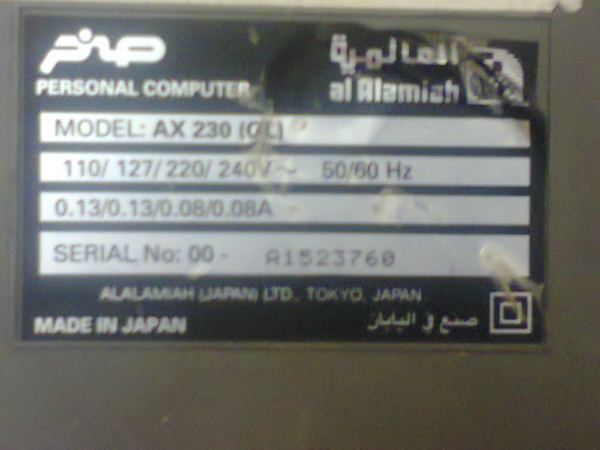 صخر العالمية
PERSONAL COMPUTER al Alamiah
MODEL: AX 230 (GL)
110/ 127/ 220/ 240V ~ 50/60 Hz
0.13/0.13/0.08/0.08A
SERIAL No: 00 - A1523760
ALALAMIAH (JAPAN) LTD., TOKYO, JAPAN
MADE IN JAPAN صنع في اليابان